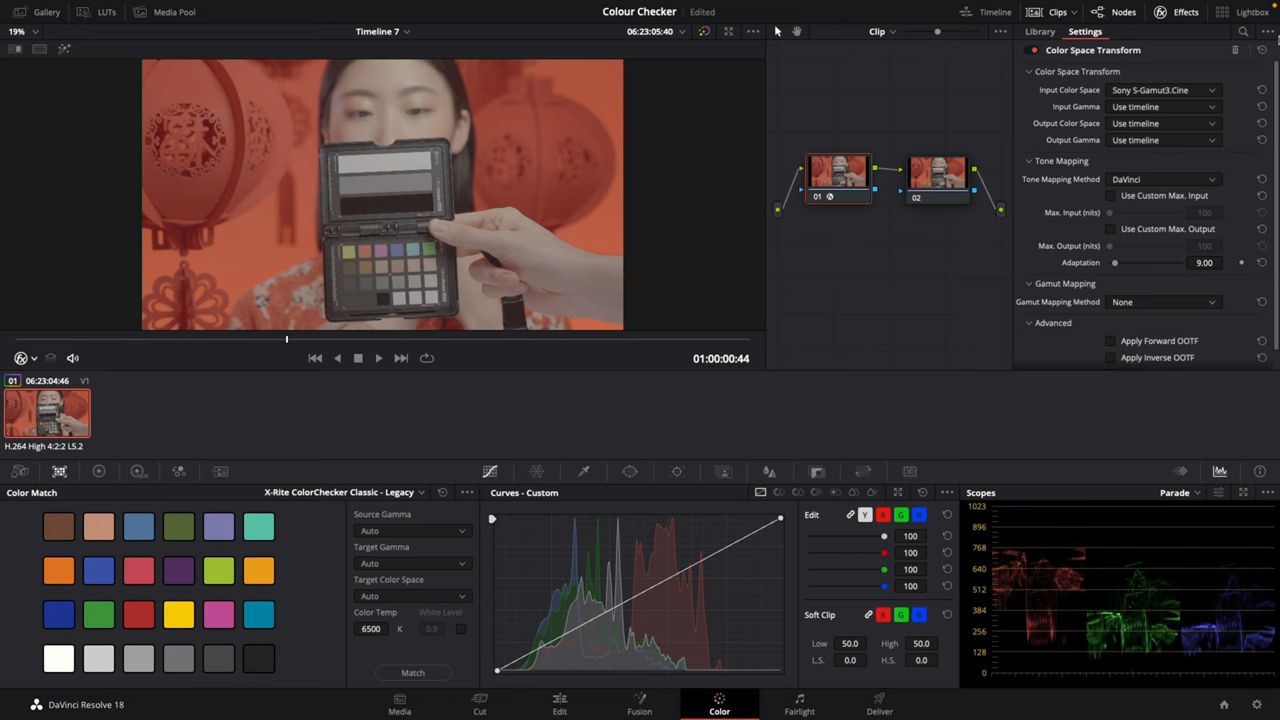 Gallery LUTs Media Pool Colour Checker Edited Timeline Clips Nodes Effects Lightbox
19% Timeline 7 06:23:05:40 Clip Library Settings
Color Space Transform
Color Space Transform
Input Color Space Sony S-Gamut3.Cine
Input Gamma Use timeline
Output Color Space Use timeline
Output Gamma Use timeline
Tone Mapping
Tone Mapping Method DaVinci
Use Custom Max. Input
Max. Input (nits) 100
Use Custom Max. Output
Max. Output (nits) 100
Adaptation 9.00
Gamut Mapping
Gamut Mapping Method None
Advanced
Apply Forward OOTF
Apply Inverse OOTF
01 02
福
01:00:00:44
01 06:23:04:46 V1
H.264 High 4:2:2 L5.2
Color Match X-Rite ColorChecker Classic - Legacy
Source Gamma
Auto
Target Gamma
Auto
Target Color Space
Auto
Color Temp White Level
6500 K 0.9
Match
Curves - Custom
Edit Y R G B
100
100
100
100
Soft Clip R G B
Low 50.0 High 50.0
L.S. 0.0 H.S. 0.0
Scopes Parade
1023
896
768
640
512
384
256
128
0
DaVinci Resolve 18 Media Cut Edit Fusion Color Fairlight Deliver